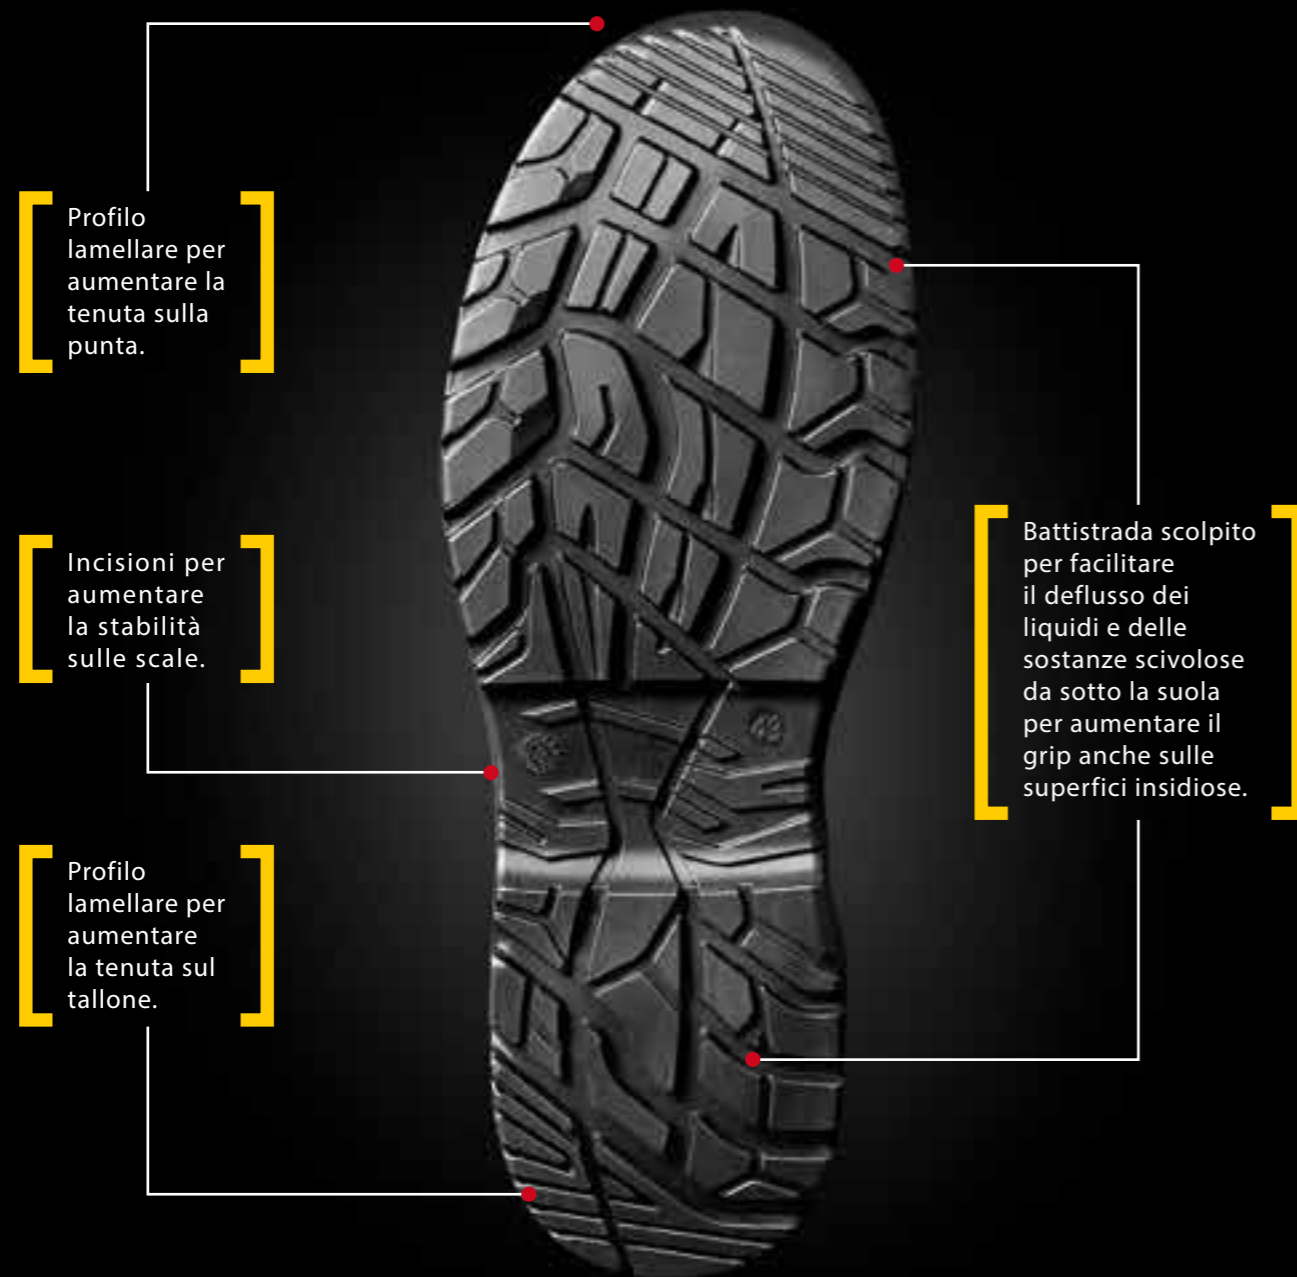 Profilo
lamellare per
aumentare la
tenuta sulla
punta.
Incisioni per
aumentare
la stabilità
sulle scale.
Profilo
lamellare per
aumentare
la tenuta sul
tallone.
Battistrada scolpito
per facilitare
il deflusso dei
liquidi e delle
sostanze scivolose
da sotto la suola
per aumentare il
grip anche sulle
superfici insidiose.